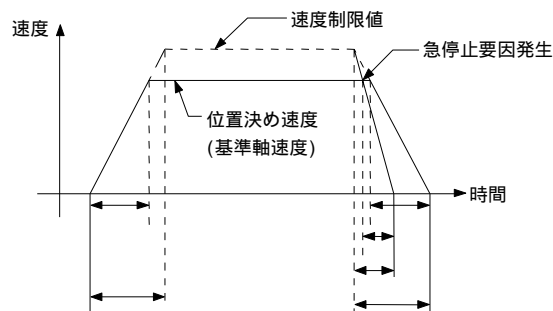 速度
速度制限値
急停止要因発生
位置決め速度
(基準軸速度)
時間